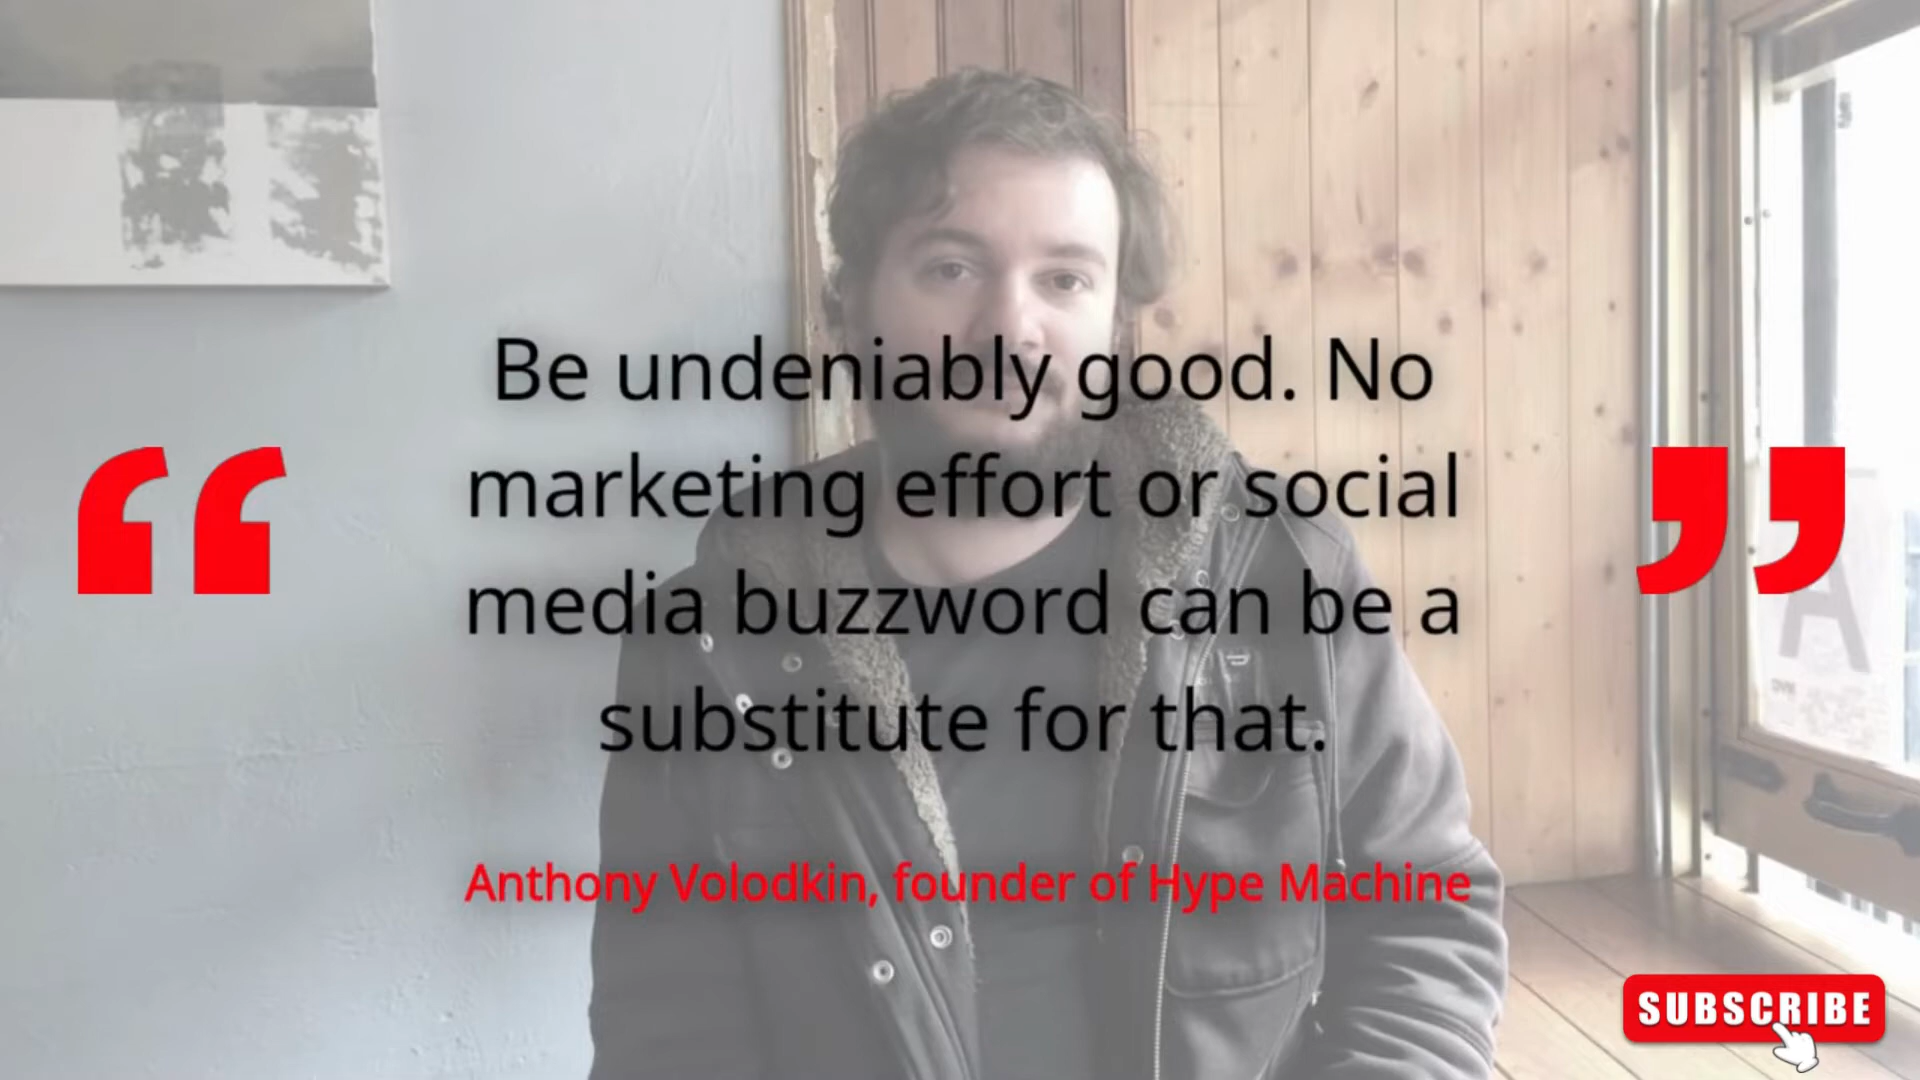 Be undeniably good. No
marketing effort or social
media buzzword can be a
substitute for that.
Anthony Volodkin, founder of Hype Machine
SUBSCRIBE